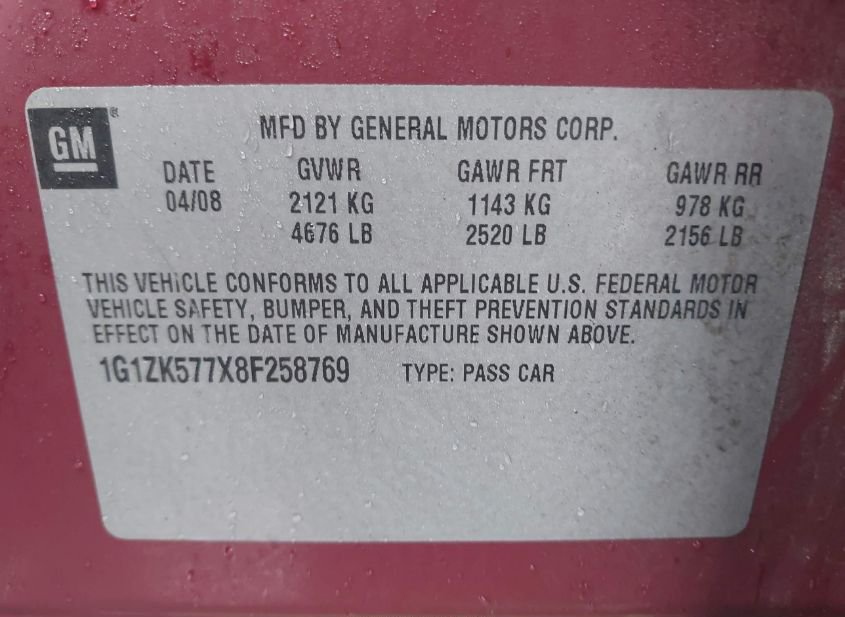 GM®
MFD BY GENERAL MOTORS CORP.
DATE GVWR GAWR FRT GAWR RR
04/08 2121 KG 1143 KG 978 KG
4676 LB 2520 LB 2156 LB
THIS VEHICLE CONFORMS TO ALL APPLICABLE U.S. FEDERAL MOTOR
VEHICLE SAFETY, BUMPER, AND THEFT PREVENTION STANDARDS IN
EFFECT ON THE DATE OF MANUFACTURE SHOWN ABOVE.
1G1ZK577X8F258769 TYPE: PASS CAR